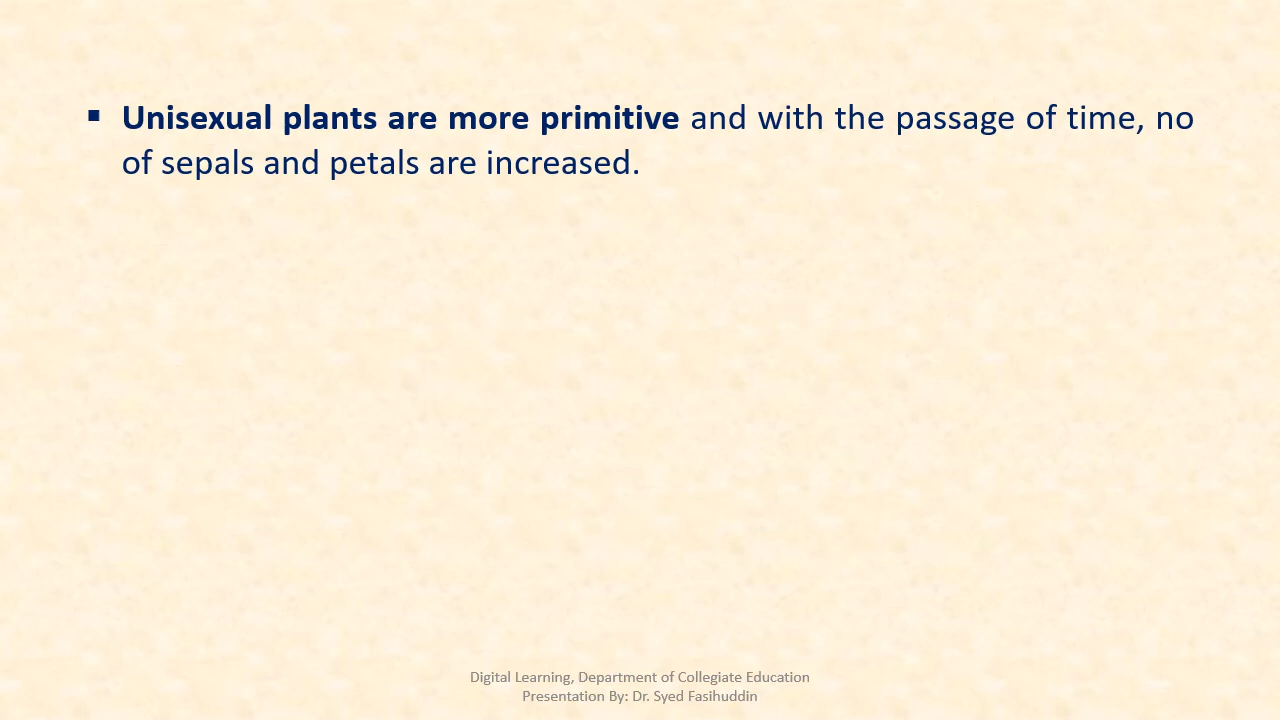 ▪ Unisexual plants are more primitive and with the passage of time, no
of sepals and petals are increased.
Digital Learning, Department of Collegiate Education
Presentation By: Dr. Syed Fasihuddin